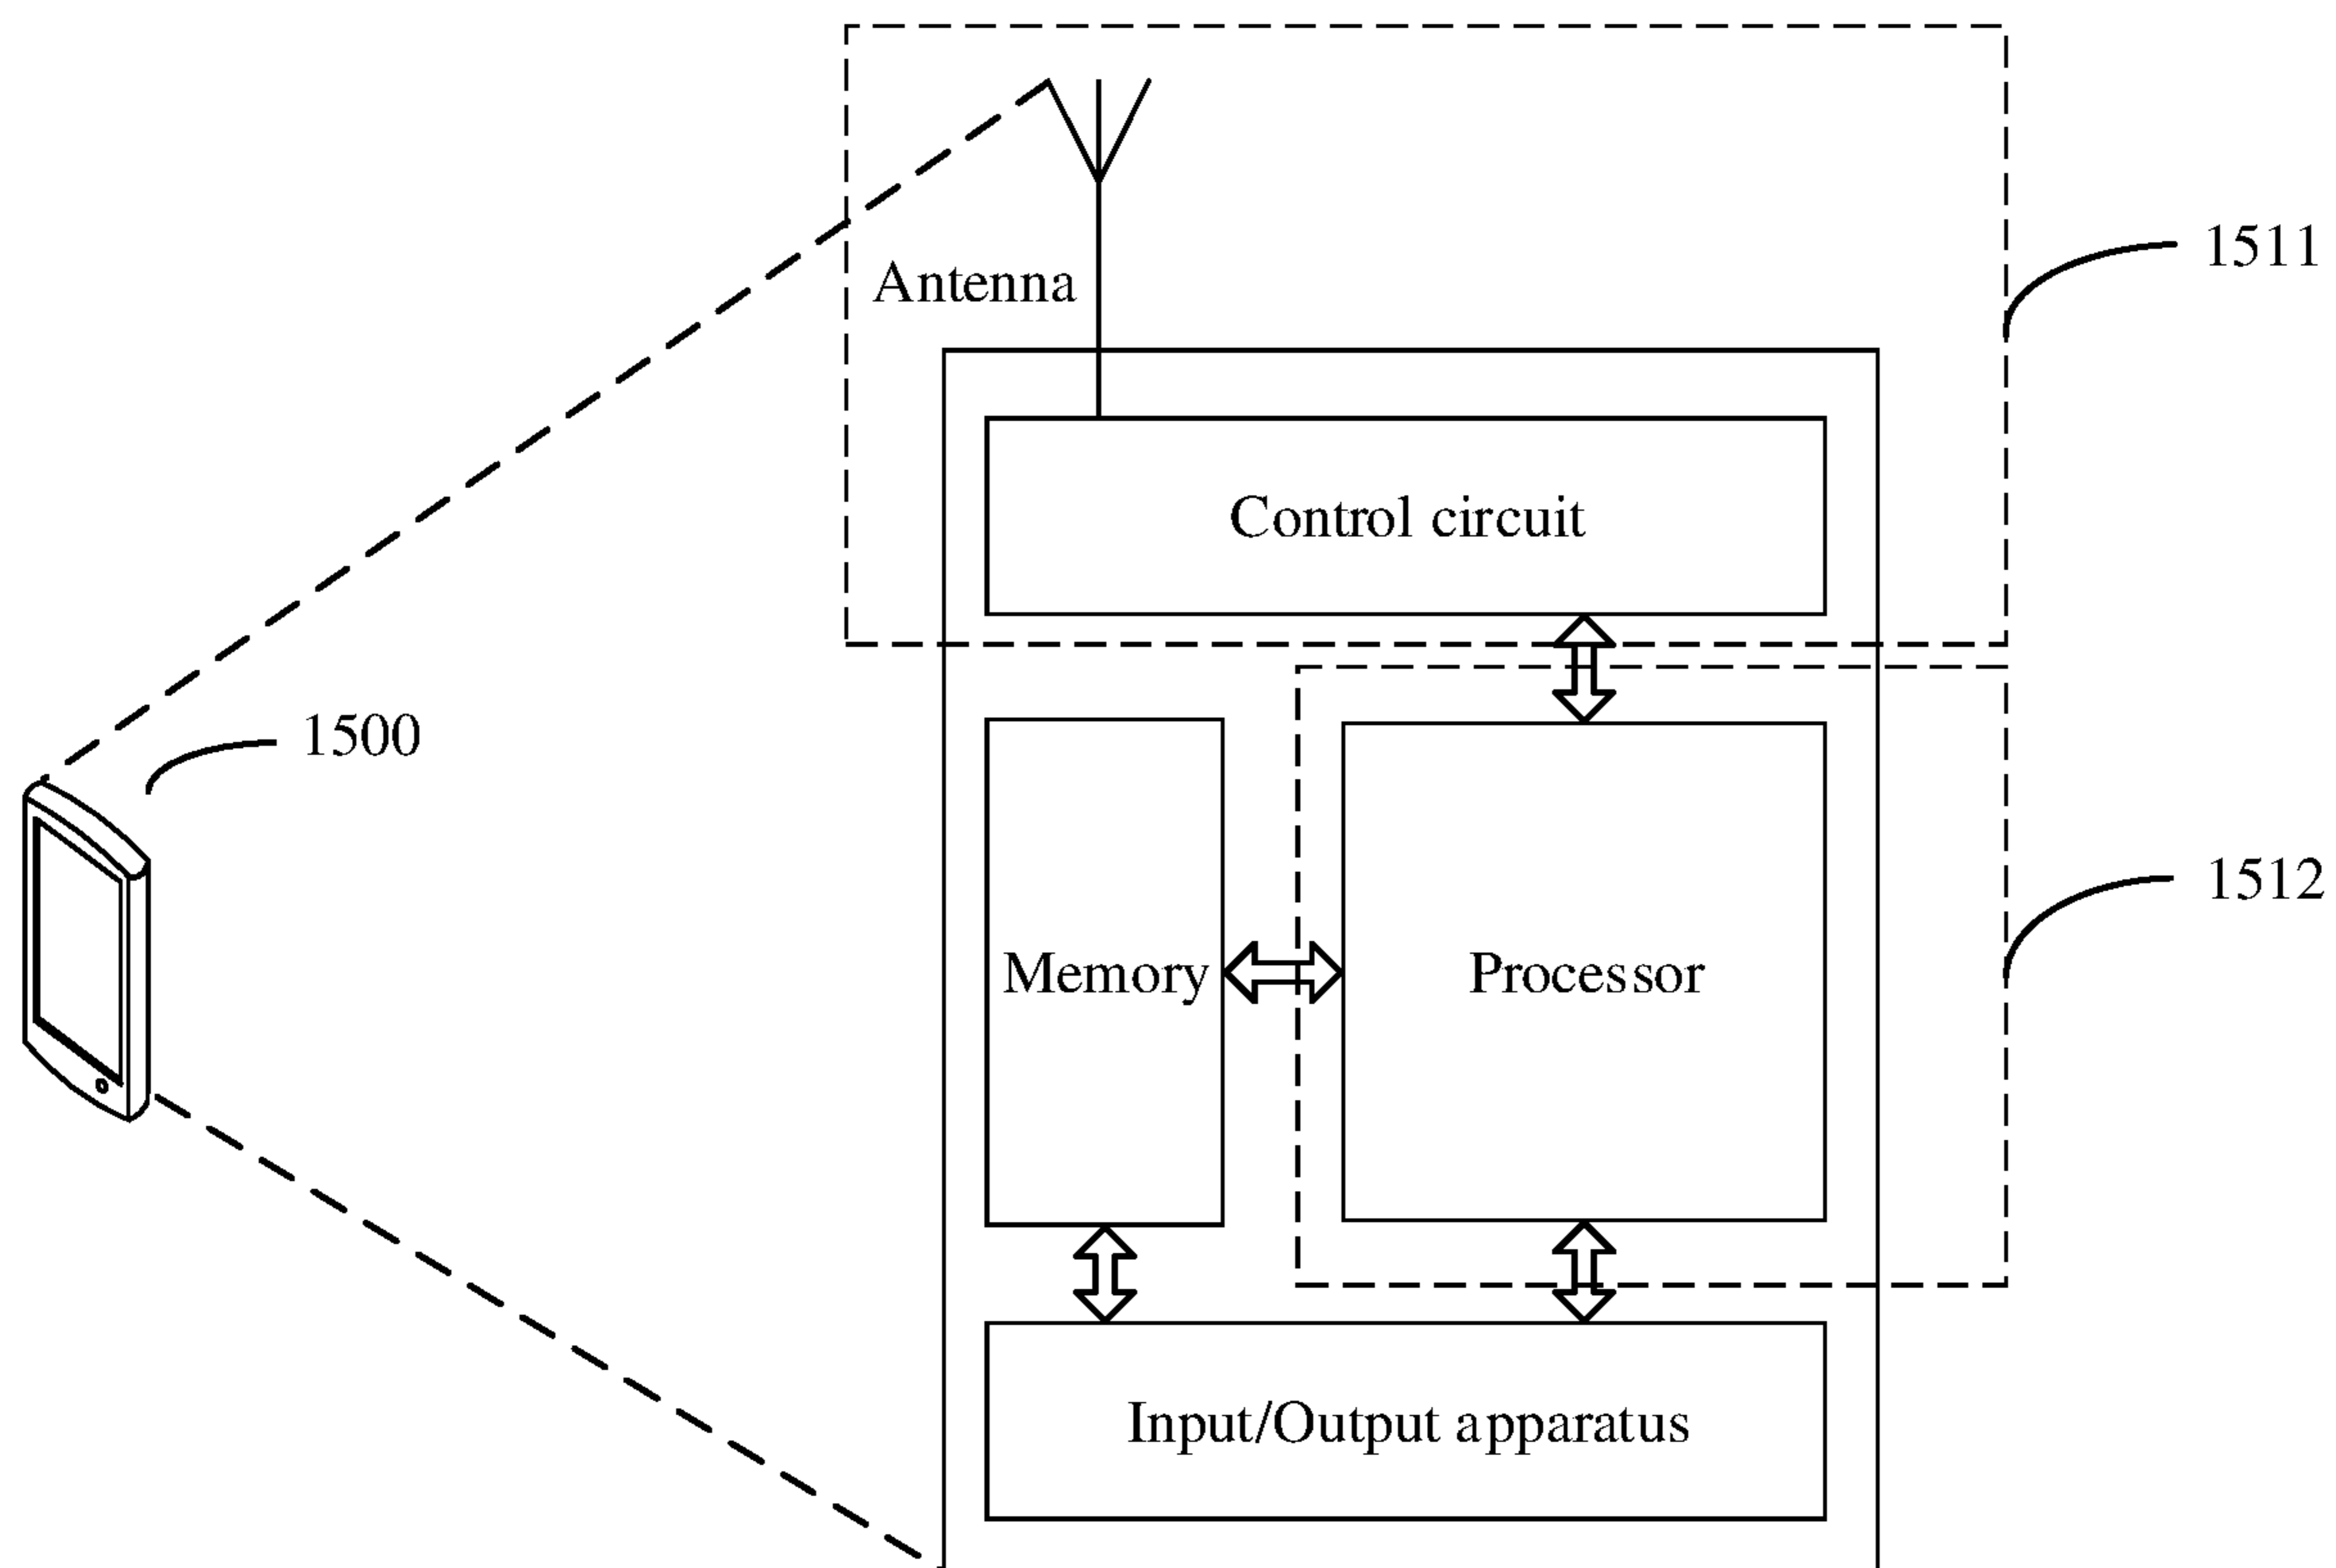 1511
Antenna
Control circuit
1500
1512
Memory
Processor
Input/Output apparatus